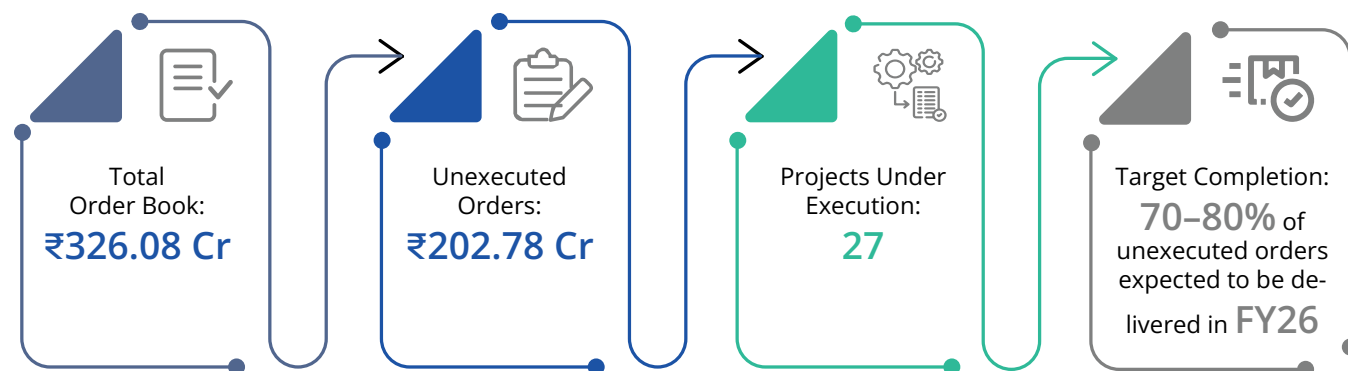 Total
Order Book:
₹326.08 Cr
Unexecuted
Orders:
₹202.78 Cr
Projects Under
Execution:
27
Target Completion:
70–80% of
unexecuted orders
expected to be de-
livered in FY26